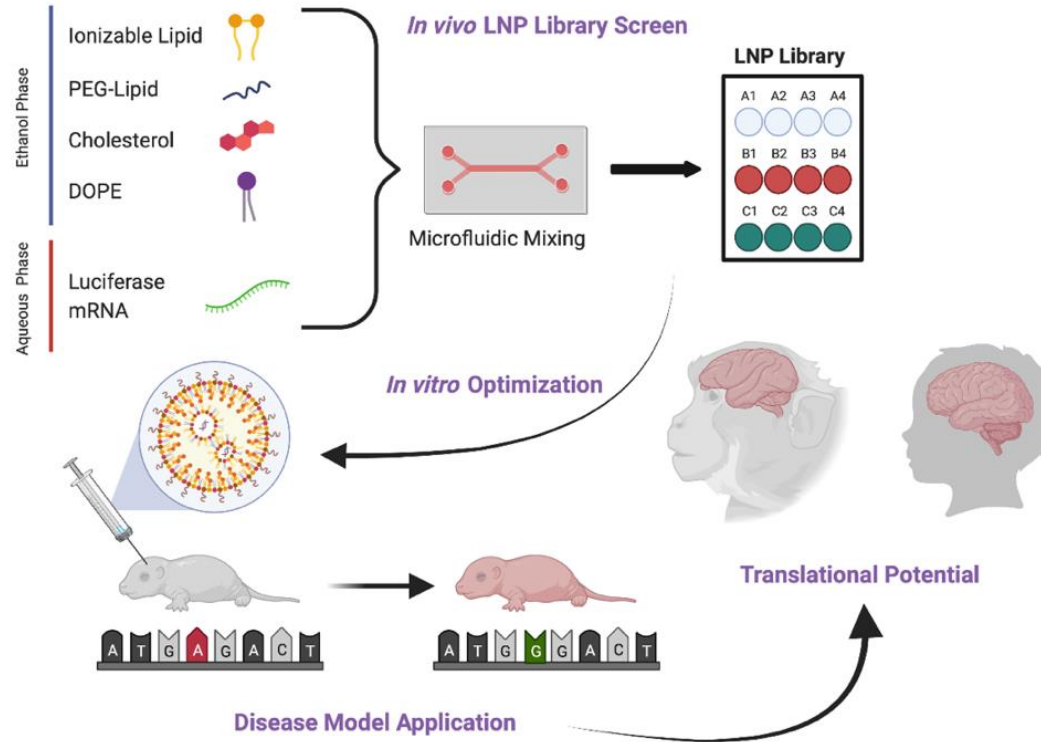 In vivo LNP Library Screen
Ethanol Phase
Ionizable Lipid
PEG-Lipid
Cholesterol
DOPE
Aqueous Phase
Luciferase
mRNA
Microfluidic Mixing
LNP Library
A1 A2 A3 A4
B1 B2 B3 B4
C1 C2 C3 C4
In vitro Optimization
A T G A G A C T
A T G G G A C T
Translational Potential
Disease Model Application